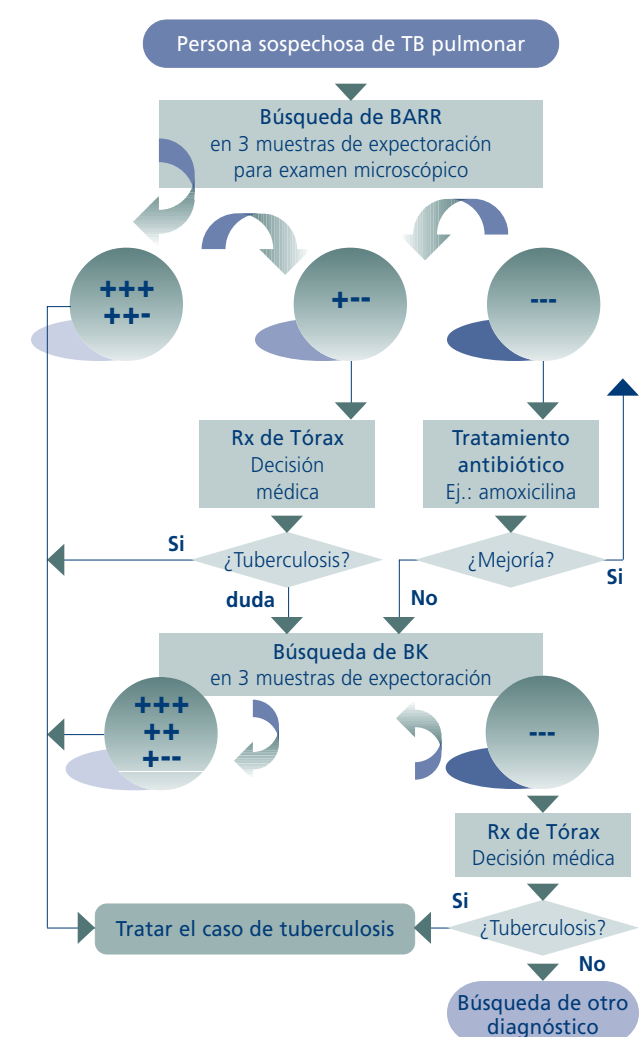 Persona sospechosa de TB pulmonar
Búsqueda de BARR
en 3 muestras de expectoración
para examen microscópico
+++
++-
+--
---
Rx de Tórax
Decisión
médica
Tratamiento
antibiótico
Ej.: amoxicilina
Si
¿Tuberculosis?
¿Mejoría?
Si
duda
No
Búsqueda de BK
en 3 muestras de expectoración
+++
++
+--
---
Rx de Tórax
Decisión médica
Si
Tratar el caso de tuberculosis
¿Tuberculosis?
No
Búsqueda de otro
diagnóstico